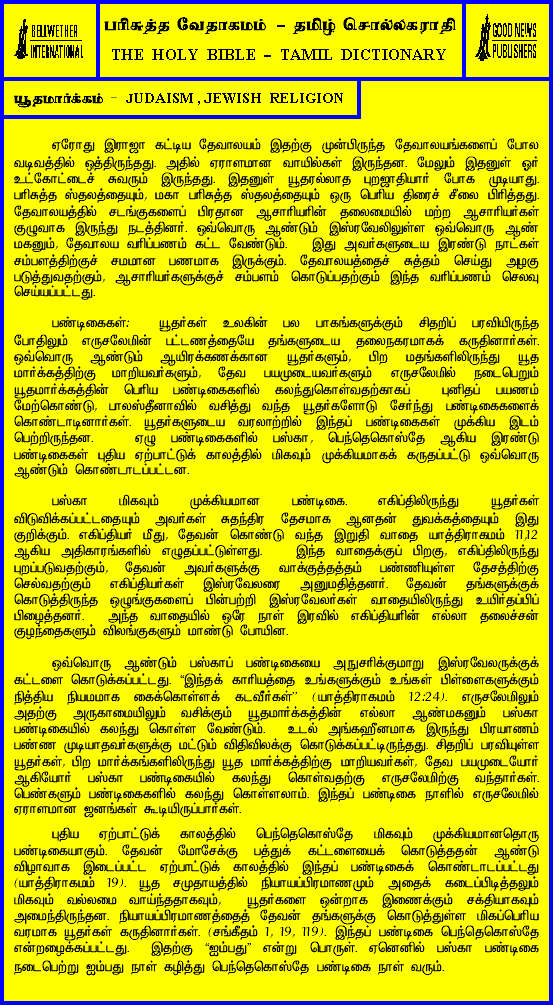 BELLWETHER
INTERNATIONAL
பரிசுத்த வேதாகமம் - தமிழ் சொல்லகராதி
THE HOLY BIBLE - TAMIL DICTIONARY
GOOD NEWS
PUBLISHERS
யூதமார்க்கம் - JUDAISM , JEWISH RELIGION
ஏரோது இராஜா கட்டிய தேவாலயம் இதற்கு முன்பிருந்த தேவாலயங்களைப் போல
வடிவத்தில் ஒத்திருந்தது. அதில் ஏராளமான வாயில்கள் இருந்தன. மேலும் இதனுள் ஓர்
உட்கோட்டைச் சுவரும் இருந்தது. இதனுள் யூதரல்லாத புறஜாதியார் போக முடியாது.
பரிசுத்த ஸ்தலத்தையும், மகா பரிசுத்த ஸ்தலத்தையும் ஒரு பெரிய திரைச் சீலை பிரித்தது.
தேவாலயத்தில் சடங்குகளைப் பிரதான ஆசாரியரின் தலைமையில் மற்ற ஆசாரியர்கள்
குழுவாக இருந்து நடத்தினர். ஒவ்வொரு ஆண்டும் இஸ்ரவேலிலுள்ள ஒவ்வொரு ஆண்
மகனும், தேவாலய வரிப்பணம் கட்ட வேண்டும். இது அவர்களுடைய இரண்டு நாட்கள்
சம்பளத்திற்குச் சமமான பணமாக இருக்கும். தேவாலயத்தைச் சுத்தம் செய்து அழகு
படுத்துவதற்கும், ஆசாரியர்களுக்குச் சம்பளம் கொடுப்பதற்கும் இந்த வரிப்பணம் செலவு
செய்யப்பட்டது.
பண்டிகைகள்: யூதர்கள் உலகின் பல பாகங்களுக்கும் சிதறிப் பரவியிருந்த
போதிலும் எருசலேமின் பட்டணத்தையே தங்களுடைய தலைநகரமாகக் கருதினார்கள்.
ஒவ்வொரு ஆண்டும் ஆயிரக்கணக்கான யூதர்களும், பிற மதங்களிலிருந்து யூத
மார்க்கத்திற்கு மாறியவர்களும், தேவ பயமுடையவர்களும் எருசலேமில் நடைபெறும்
யூதமார்க்கத்தின் பெரிய பண்டிகைகளில் கலந்துகொள்வதற்காகப் புனிதப் பயணம்
மேற்கொண்டு, பாலஸ்தீனாவில் வசித்து வந்த யூதர்களோடு சேர்ந்து பண்டிகைகளைக்
கொண்டாடினார்கள். யூதர்களுடைய வரலாற்றில் இந்தப் பண்டிகைகள் முக்கிய இடம்
பெற்றிருந்தன. ஏழு பண்டிகைகளில் பஸ்கா, பெந்தெகொஸ்தே ஆகிய இரண்டு
பண்டிகைகள் புதிய ஏற்பாட்டுக் காலத்தில் மிகவும் முக்கியமாகக் கருதப்பட்டு ஒவ்வொரு
ஆண்டும் கொண்டாடப்பட்டன.
பஸ்கா மிகவும் முக்கியமான பண்டிகை. எகிப்திலிருந்து யூதர்கள்
விடுவிக்கப்பட்டதையும் அவர்கள் சுதந்திர தேசமாக ஆனதன் துவக்கத்தையும் இது
குறிக்கும். எகிப்தியர் மீது, தேவன் கொண்டு வந்த இறுதி வாதை யாத்திராகமம் 11,12
ஆகிய அதிகாரங்களில் எழுதப்பட்டுள்ளது. இந்த வாதைக்குப் பிறகு, எகிப்திலிருந்து
புறப்படுவதற்கும், தேவன் அவர்களுக்கு வாக்குத்தத்தம் பண்ணியுள்ள தேசத்திற்கு
செல்வதற்கும் எகிப்தியர்கள் இஸ்ரவேலரை அனுமதித்தனர். தேவன் தங்களுக்குக்
கொடுத்திருந்த ஒழுங்குகளைப் பின்பற்றி இஸ்ரவேலர்கள் வாதையிலிருந்து உயிர்தப்பிப்
பிழைத்தனர். அந்த வாதையில் ஒரே நாள் இரவில் எகிப்தியரின் எல்லா தலைச்சன்
குழந்தைகளும் விலங்குகளும் மாண்டு போயின.
ஒவ்வொரு ஆண்டும் பஸ்காப் பண்டிகையை அநுசரிக்குமாறு இஸ்ரவேலருக்குக்
கட்டளை கொடுக்கப்பட்டது. “இந்தக் காரியத்தை உங்களுக்கும் உங்கள் பிள்ளைகளுக்கும்
நித்திய நியமமாக கைக்கொள்ளக் கடவீர்கள்” (யாத்திராகமம் 12:24). எருசலேமிலும்
அதற்கு அருகாமையிலும் வசிக்கும் யூதமார்க்கத்தின் எல்லா ஆண்மகனும் பஸ்கா
பண்டிகையில் கலந்து கொள்ள வேண்டும். உடல் அங்கஹீனமாக இருந்து பிரயாணம்
பண்ண முடியாதவர்களுக்கு மட்டும் விதிவிலக்கு கொடுக்கப்பட்டிருந்தது. சிதறிப் பரவியுள்ள
யூதர்கள், பிற மார்க்கங்களிலிருந்து யூத மார்க்கத்திற்கு மாறியவர்கள், தேவ பயமுடையோர்
ஆகியோர் பஸ்கா பண்டிகையில் கலந்து கொள்வதற்கு எருசலேமிற்கு வந்தார்கள்.
பெண்களும் பண்டிகைகளில் கலந்து கொள்ளலாம். இந்தப் பண்டிகை நாளில் எருசலேமில்
ஏராளமான ஜனங்கள் கூடியிருப்பார்கள்.
புதிய ஏற்பாட்டுக் காலத்தில் பெந்தெகொஸ்தே மிகவும் முக்கியமானதொரு
பண்டிகையாகும். தேவன் மோசேக்கு பத்துக் கட்டளையைக் கொடுத்ததன் ஆண்டு
விழாவாக இடைப்பட்ட ஏற்பாட்டுக் காலத்தில் இந்தப் பண்டிகைக் கொண்டாடப்பட்டது
(யாத்திராகமம் 19). யூத சமுதாயத்தில் நியாயப்பிரமாணமும் அதைக் கடைப்பிடித்தலும்
மிகவும் வல்லமை வாய்ந்ததாகவும், யூதர்களை ஒன்றாக இணைக்கும் சக்தியாகவும்
அமைந்திருந்தன. நியாயப்பிரமாணத்தைத் தேவன் தங்களுக்கு கொடுத்துள்ள மிகப்பெரிய
வரமாக யூதர்கள் கருதினார்கள். (சங்கீதம் 1, 19, 119). இந்தப் பண்டிகை பெந்தெகொஸ்தே
என்றழைக்கப்பட்டது. இதற்கு “ஐம்பது” என்று பொருள். ஏனெனில் பஸ்கா பண்டிகை
நடைபெற்று ஐம்பது நாள் கழித்து பெந்தெகொஸ்தே பண்டிகை நாள் வரும்.